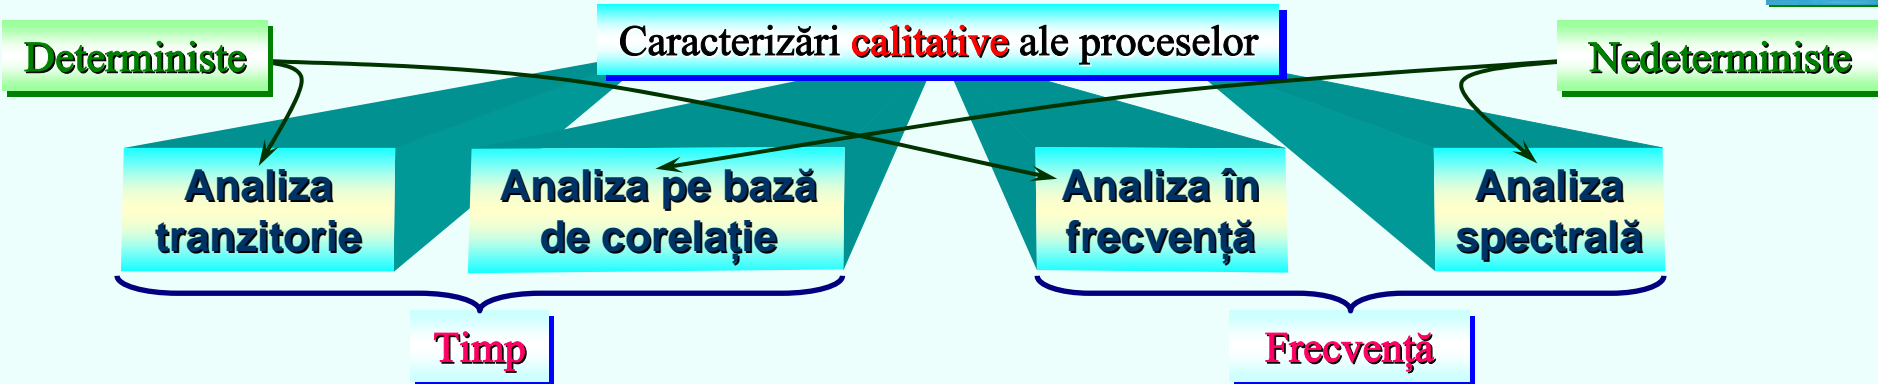 Caracterizări calitative ale proceselor
Deterministe
Nedeterministe
Analiza
tranzitorie
Analiza pe bază
de corelație
Analiza în
frecvență
Analiza
spectrală
Timp
Frecvență